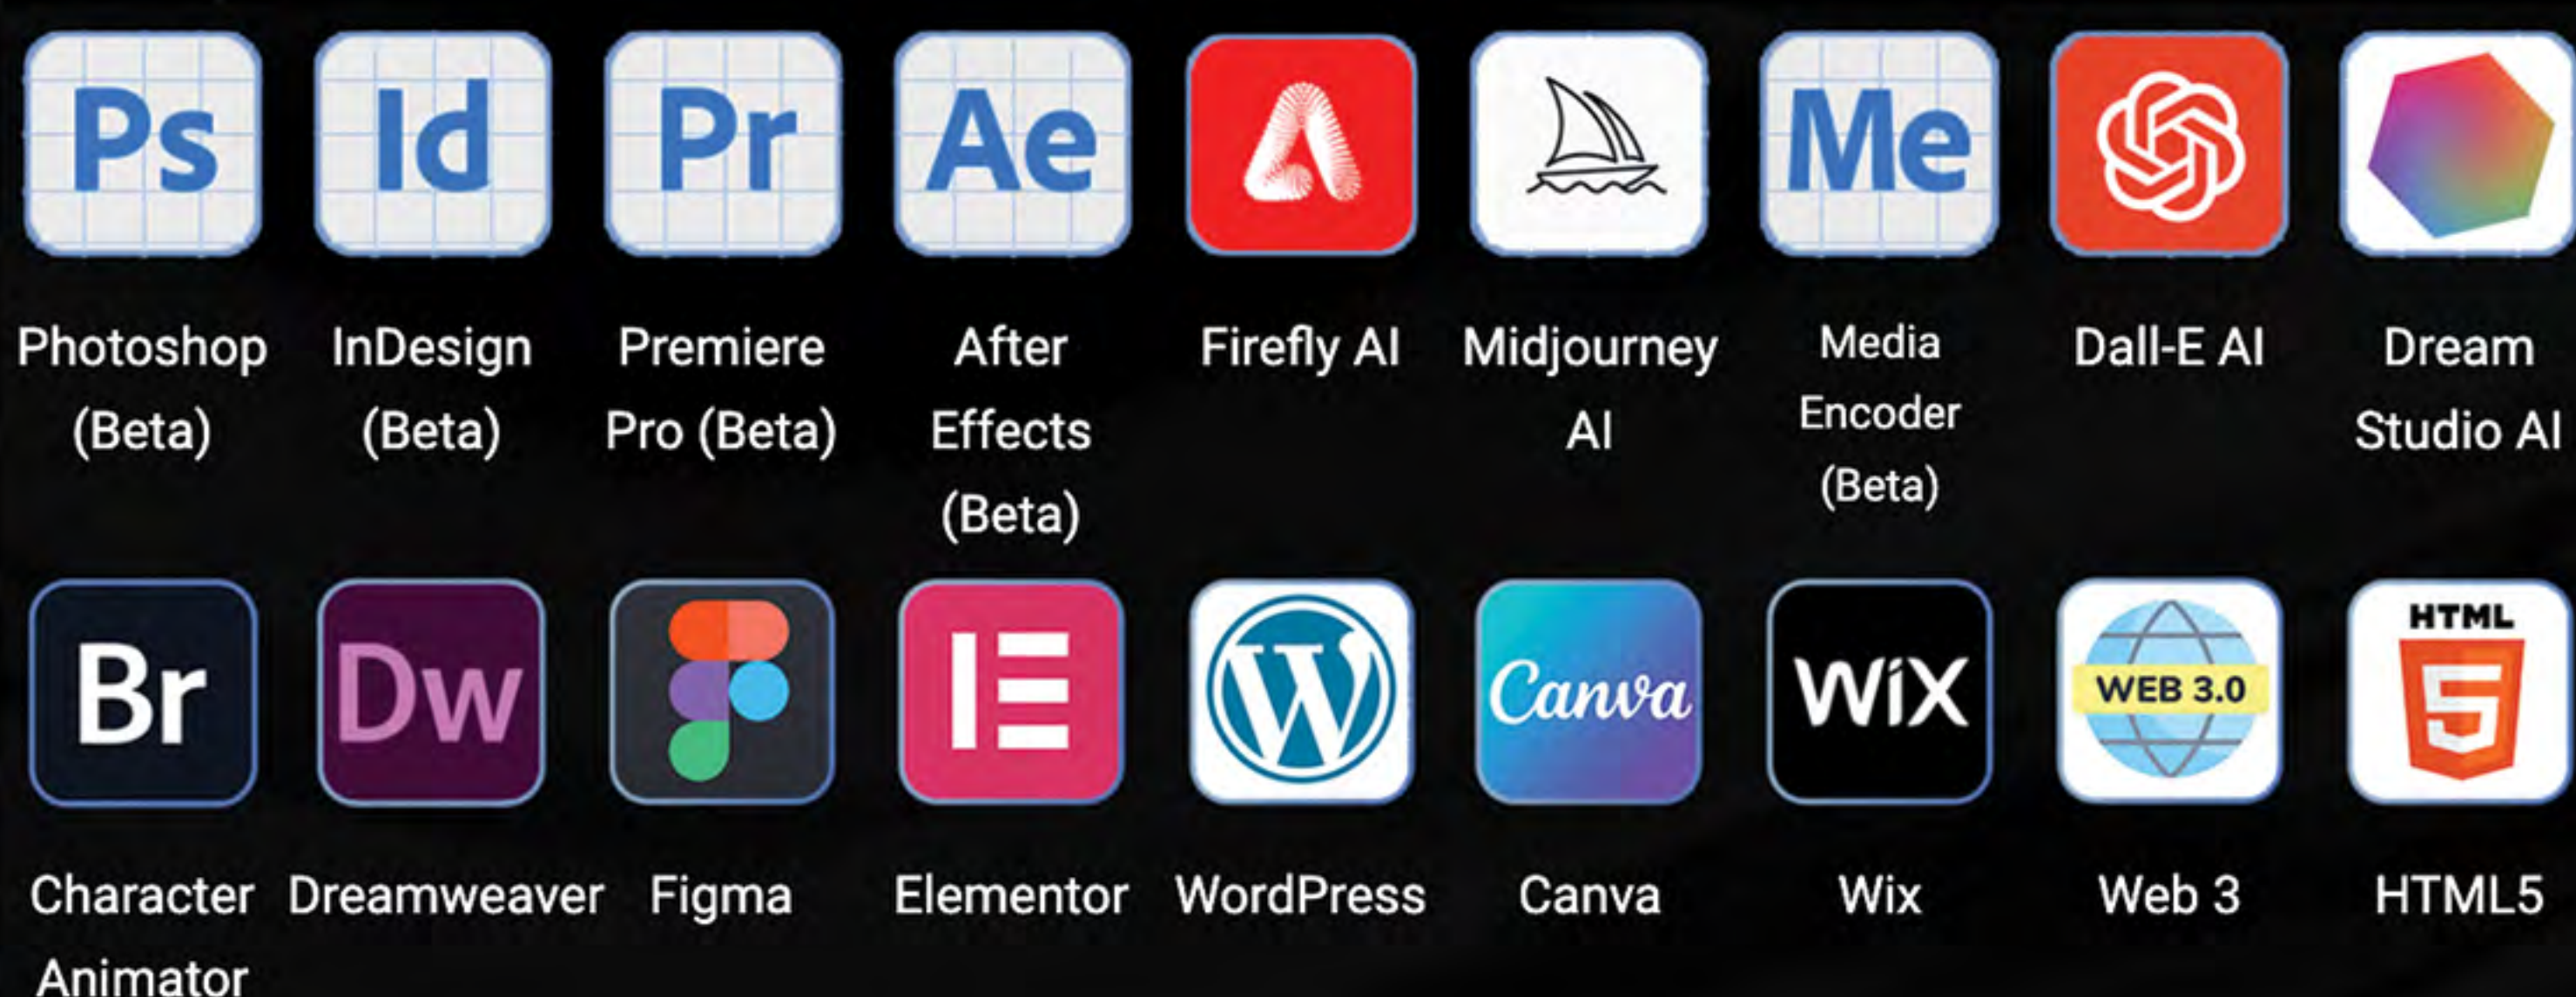 Ps Id Pr Ae Me
Photoshop InDesign Premiere After Firefly AI Midjourney Media Dall-E AI Dream
(Beta) (Beta) Pro (Beta) Effects AI Encoder Studio AI
(Beta) (Beta)
Br Dw E W Canva WiX WEB 3.0 HTML 5
Character Dreamweaver Figma Elementor WordPress Canva Wix Web 3 HTML5
Animator